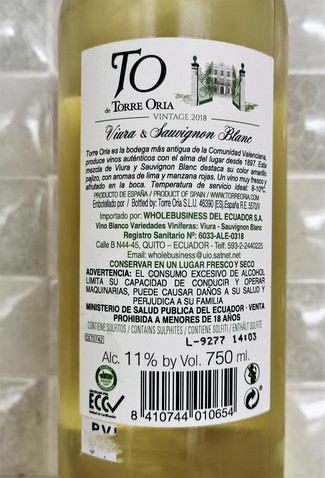 TO
de TORRE ORIA
VINTAGE 2018
Viura & Sauvignon Blanc
Torre Oria es la bodega más antigua de la Comunidad Valenciana,
produce vinos auténticos con el alma del lugar desde 1897. Esta
mezcla de Viura y Sauvignon Blanc destaca su color amarillo
pajizo, con aromas de lima y manzanas rojas. Un vino muy fresco y
afrutado en la boca. Temperatura de servicio ideal: 8-10ºC.
PRODUCTO DE ESPAÑA / PRODUCT OF SPAIN / WWW.TORREORIA.COM
Embotellado por / Bottled by: Torre Oria S.L.U. 46390 (ES).España R.E.
Importado por: WHOLEBUSINESS DEL ECUADOR S.A.
Vino Blanco Variedades Viníferas: Viura - Sauvignon Blanc
Registro Sanitario Nº: 6033-ALE-0318
Calle B N44-45, QUITO – ECUADOR - Telf: 593-2-2440225
Email: wholebusiness@uio.satnet.net
CONSERVAR EN UN LUGAR FRESCO Y SECO
ADVERTENCIA: EL CONSUMO EXCESIVO DE ALCOHOL
LIMITA SU CAPACIDAD DE CONDUCIR Y OPERAR
MAQUINARIAS, PUEDE CAUSAR DAÑOS A SU SALUD Y
PERJUDICA A SU FAMILIA
MINISTERIO DE SALUD PUBLICA DEL ECUADOR - VENTA
PROHIBIDA A MENORES DE 18 AÑOS
CONTIENE SULFITOS / CONTAINS SULPHITES / CONTIENE SOLFITI / ENTHÄLT SULFITE
L-9277 14:03
Alc. 11% by Vol. 750 ml.
ECCV
8 410744 010654